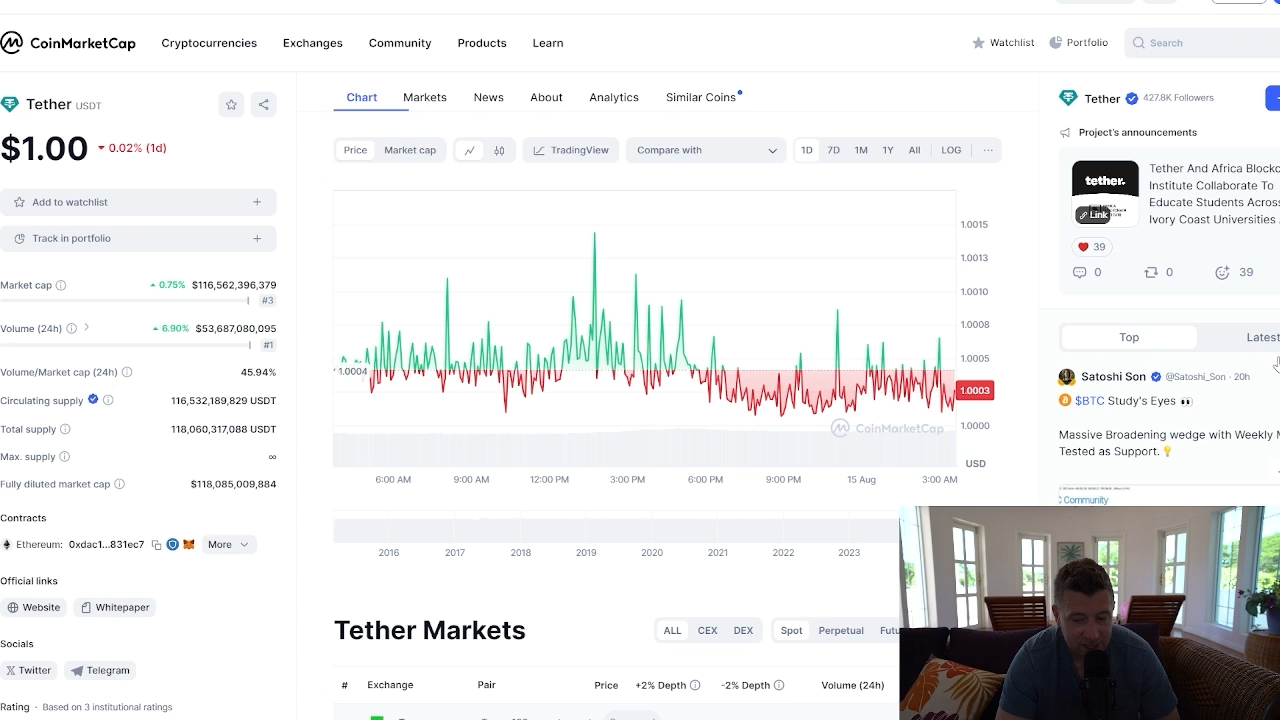 CoinMarketCap
Cryptocurrencies
Exchanges
Community
Products
Learn
Watchlist
Portfolio
Search
Tether USDT
$1.00 0.02% (1d)
Add to watchlist +
Track in portfolio +
Market cap 0.75% $116,562,396,379
#3
Volume (24h) 6.90% $53,687,080,095
#1
Volume/Market cap (24h) 45.94%
Circulating supply 116,532,189,829 USDT
Total supply 118,060,317,088 USDT
Max. supply ∞
Fully diluted market cap $118,085,009,884
Contracts
Ethereum: 0xdac1...831ec7 More
Official links
Website Whitepaper
Socials
Twitter Telegram
Rating · Based on 3 institutional ratings
Chart Markets News About Analytics Similar Coins
Price Market cap TradingView Compare with 1D 7D 1M 1Y All LOG ...
1.0015
1.0013
1.0010
1.0008
1.0005
1.0004
1.0003
1.0000
CoinMarketCap
USD
6:00 AM 9:00 AM 12:00 PM 3:00 PM 6:00 PM 9:00 PM 15 Aug 3:00 AM
2016 2017 2018 2019 2020 2021 2022 2023
Tether Markets
ALL CEX DEX Spot Perpetual Futu
# Exchange Pair Price +2% Depth -2% Depth Volume (24h)
Tether 427.8K Followers
Project's announcements
tether.
Link
Tether And Africa Blockc
Institute Collaborate To
Educate Students Across
Ivory Coast Universities
39
0 0 39
Top Latest
Satoshi Son @Satoshi_Son · 20h
$BTC Study's Eyes
Massive Broadening wedge with Weekly M
Tested as Support.
Community